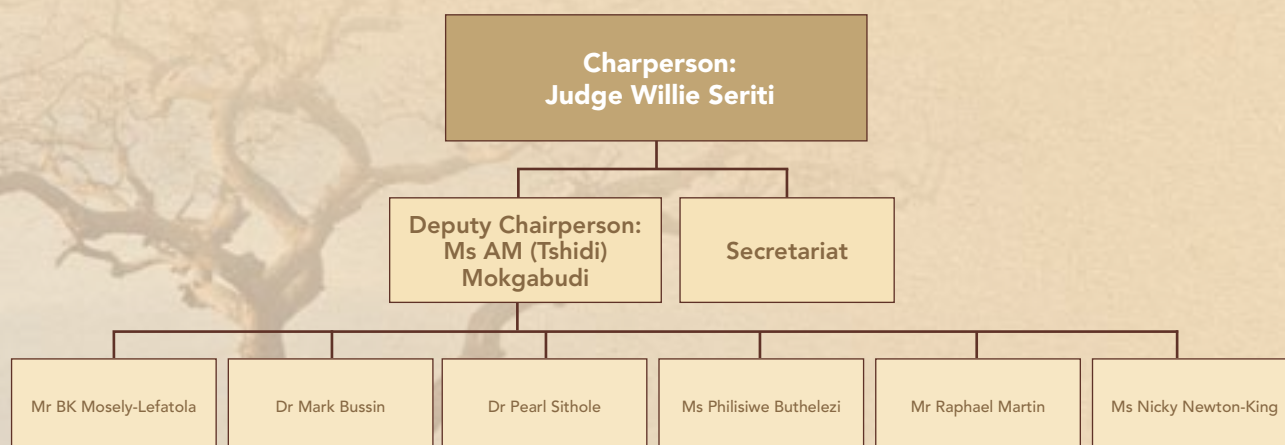 Charperson:
Judge Willie Seriti
Deputy Chairperson:
Ms AM (Tshidi)
Mokgabudi
Secretariat
Mr BK Mosely-Lefatola
Dr Mark Bussin
Dr Pearl Sithole
Ms Philisiwe Buthelezi
Mr Raphael Martin
Ms Nicky Newton-King